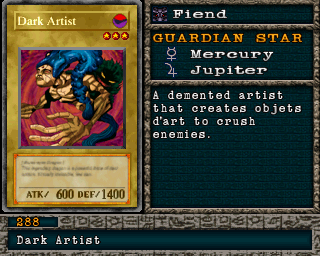 Dark Artist
Fiend
GUARDIAN STAR
Mercury
Jupiter
A demented artist
that creates objets
d'art to crush
enemies.
ATK/ 600 DEF/1400
288
Dark Artist